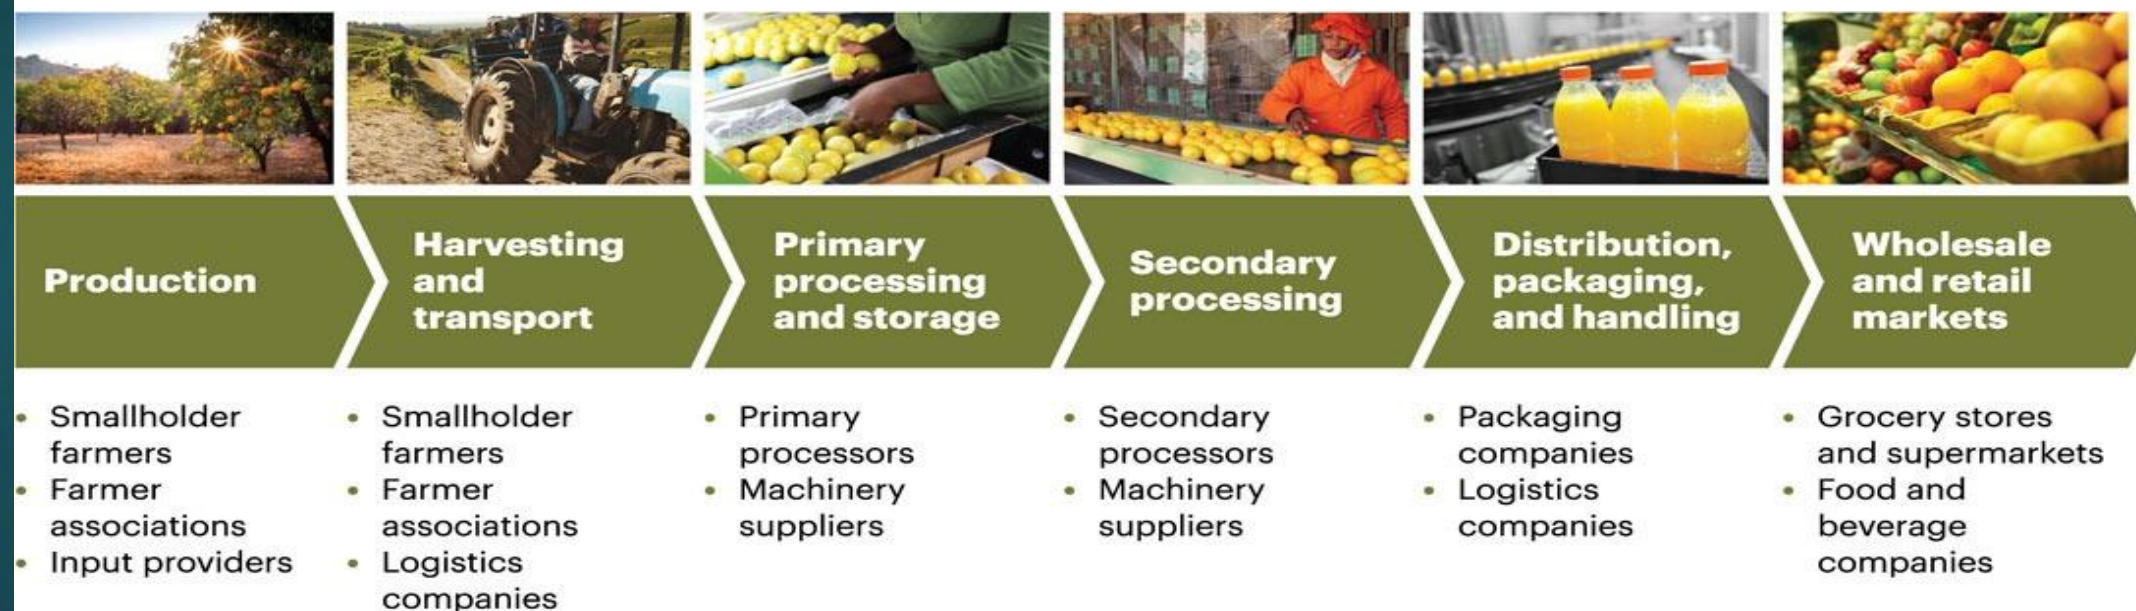 Production
Harvesting
and
transport
Primary
processing
and storage
Secondary
processing
Distribution,
packaging,
and handling
Wholesale
and retail
markets
• Smallholder
farmers
• Farmer
associations
• Input providers
• Smallholder
farmers
• Farmer
associations
• Logistics
companies
• Primary
processors
• Machinery
suppliers
• Secondary
processors
• Machinery
suppliers
• Packaging
companies
• Logistics
companies
• Grocery stores
and supermarkets
• Food and
beverage
companies